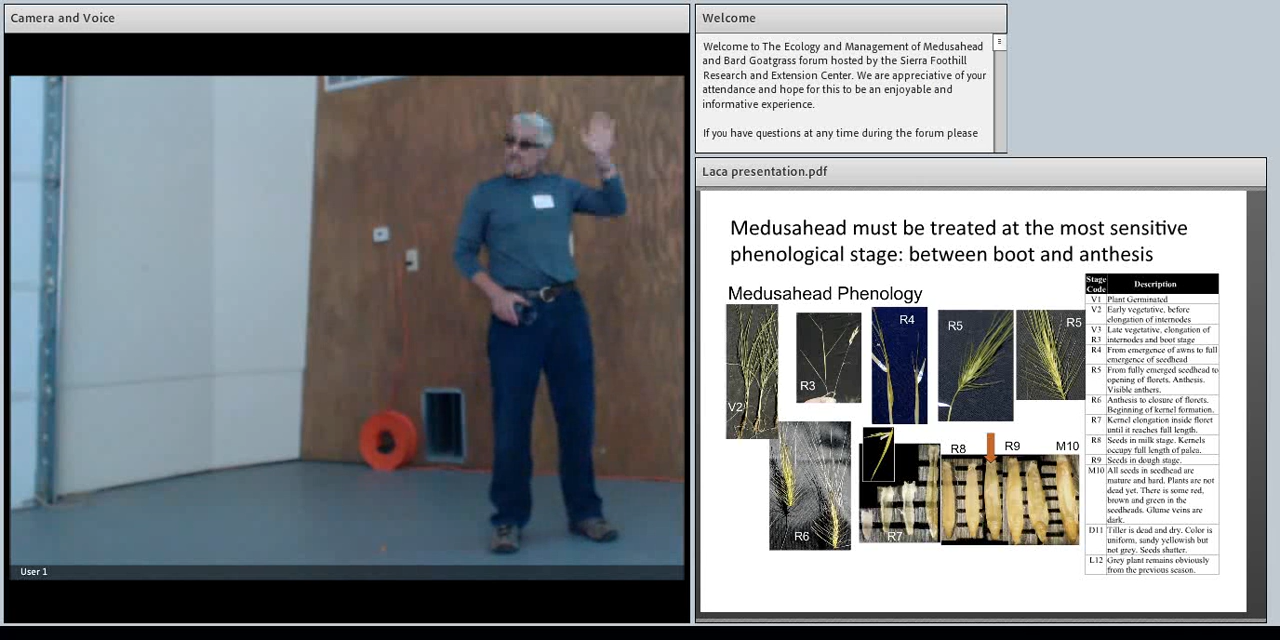 Camera and Voice
User 1
Welcome
Welcome to The Ecology and Management of Medusahead
and Bard Goatgrass forum hosted by the Sierra Foothill
Research and Extension Center. We are appreciative of your
attendance and hope for this to be an enjoyable and
informative experience.
If you have questions at any time during the forum please
Laca presentation.pdf
Medusahead must be treated at the most sensitive
phenological stage: between boot and anthesis
Medusahead Phenology
V2
R3
R4
R5
R5
R6
R7
R8
R9
M10
Stage
Code
Description
V1 Plant Germinated
V2 Early vegetative, before
elongation of internodes
V3 Late vegetative, elongation of
R3 internodes and boot stage
R4 From emergence of awns to full
emergence of seedhead
R5 From fully emerged seedhead to
opening of florets. Anthesis.
Visible anthers.
R6 Anthesis to closure of florets.
Beginning of kernel formation.
R7 Kernel elongation inside floret
until it reaches full length.
R8 Seeds in milk stage. Kernels
occupy full length of palea.
R9 Seeds in dough stage.
M10 All seeds in seedhead are
mature and hard. Plants are not
dead yet. There is some red,
brown and green in the
seedheads. Glume veins are
dark.
D11 Tiller is dead and dry. Color is
uniform, sandy yellowish but
not grey. Seeds shatter.
L12 Grey plant remains obviously
from the previous season.